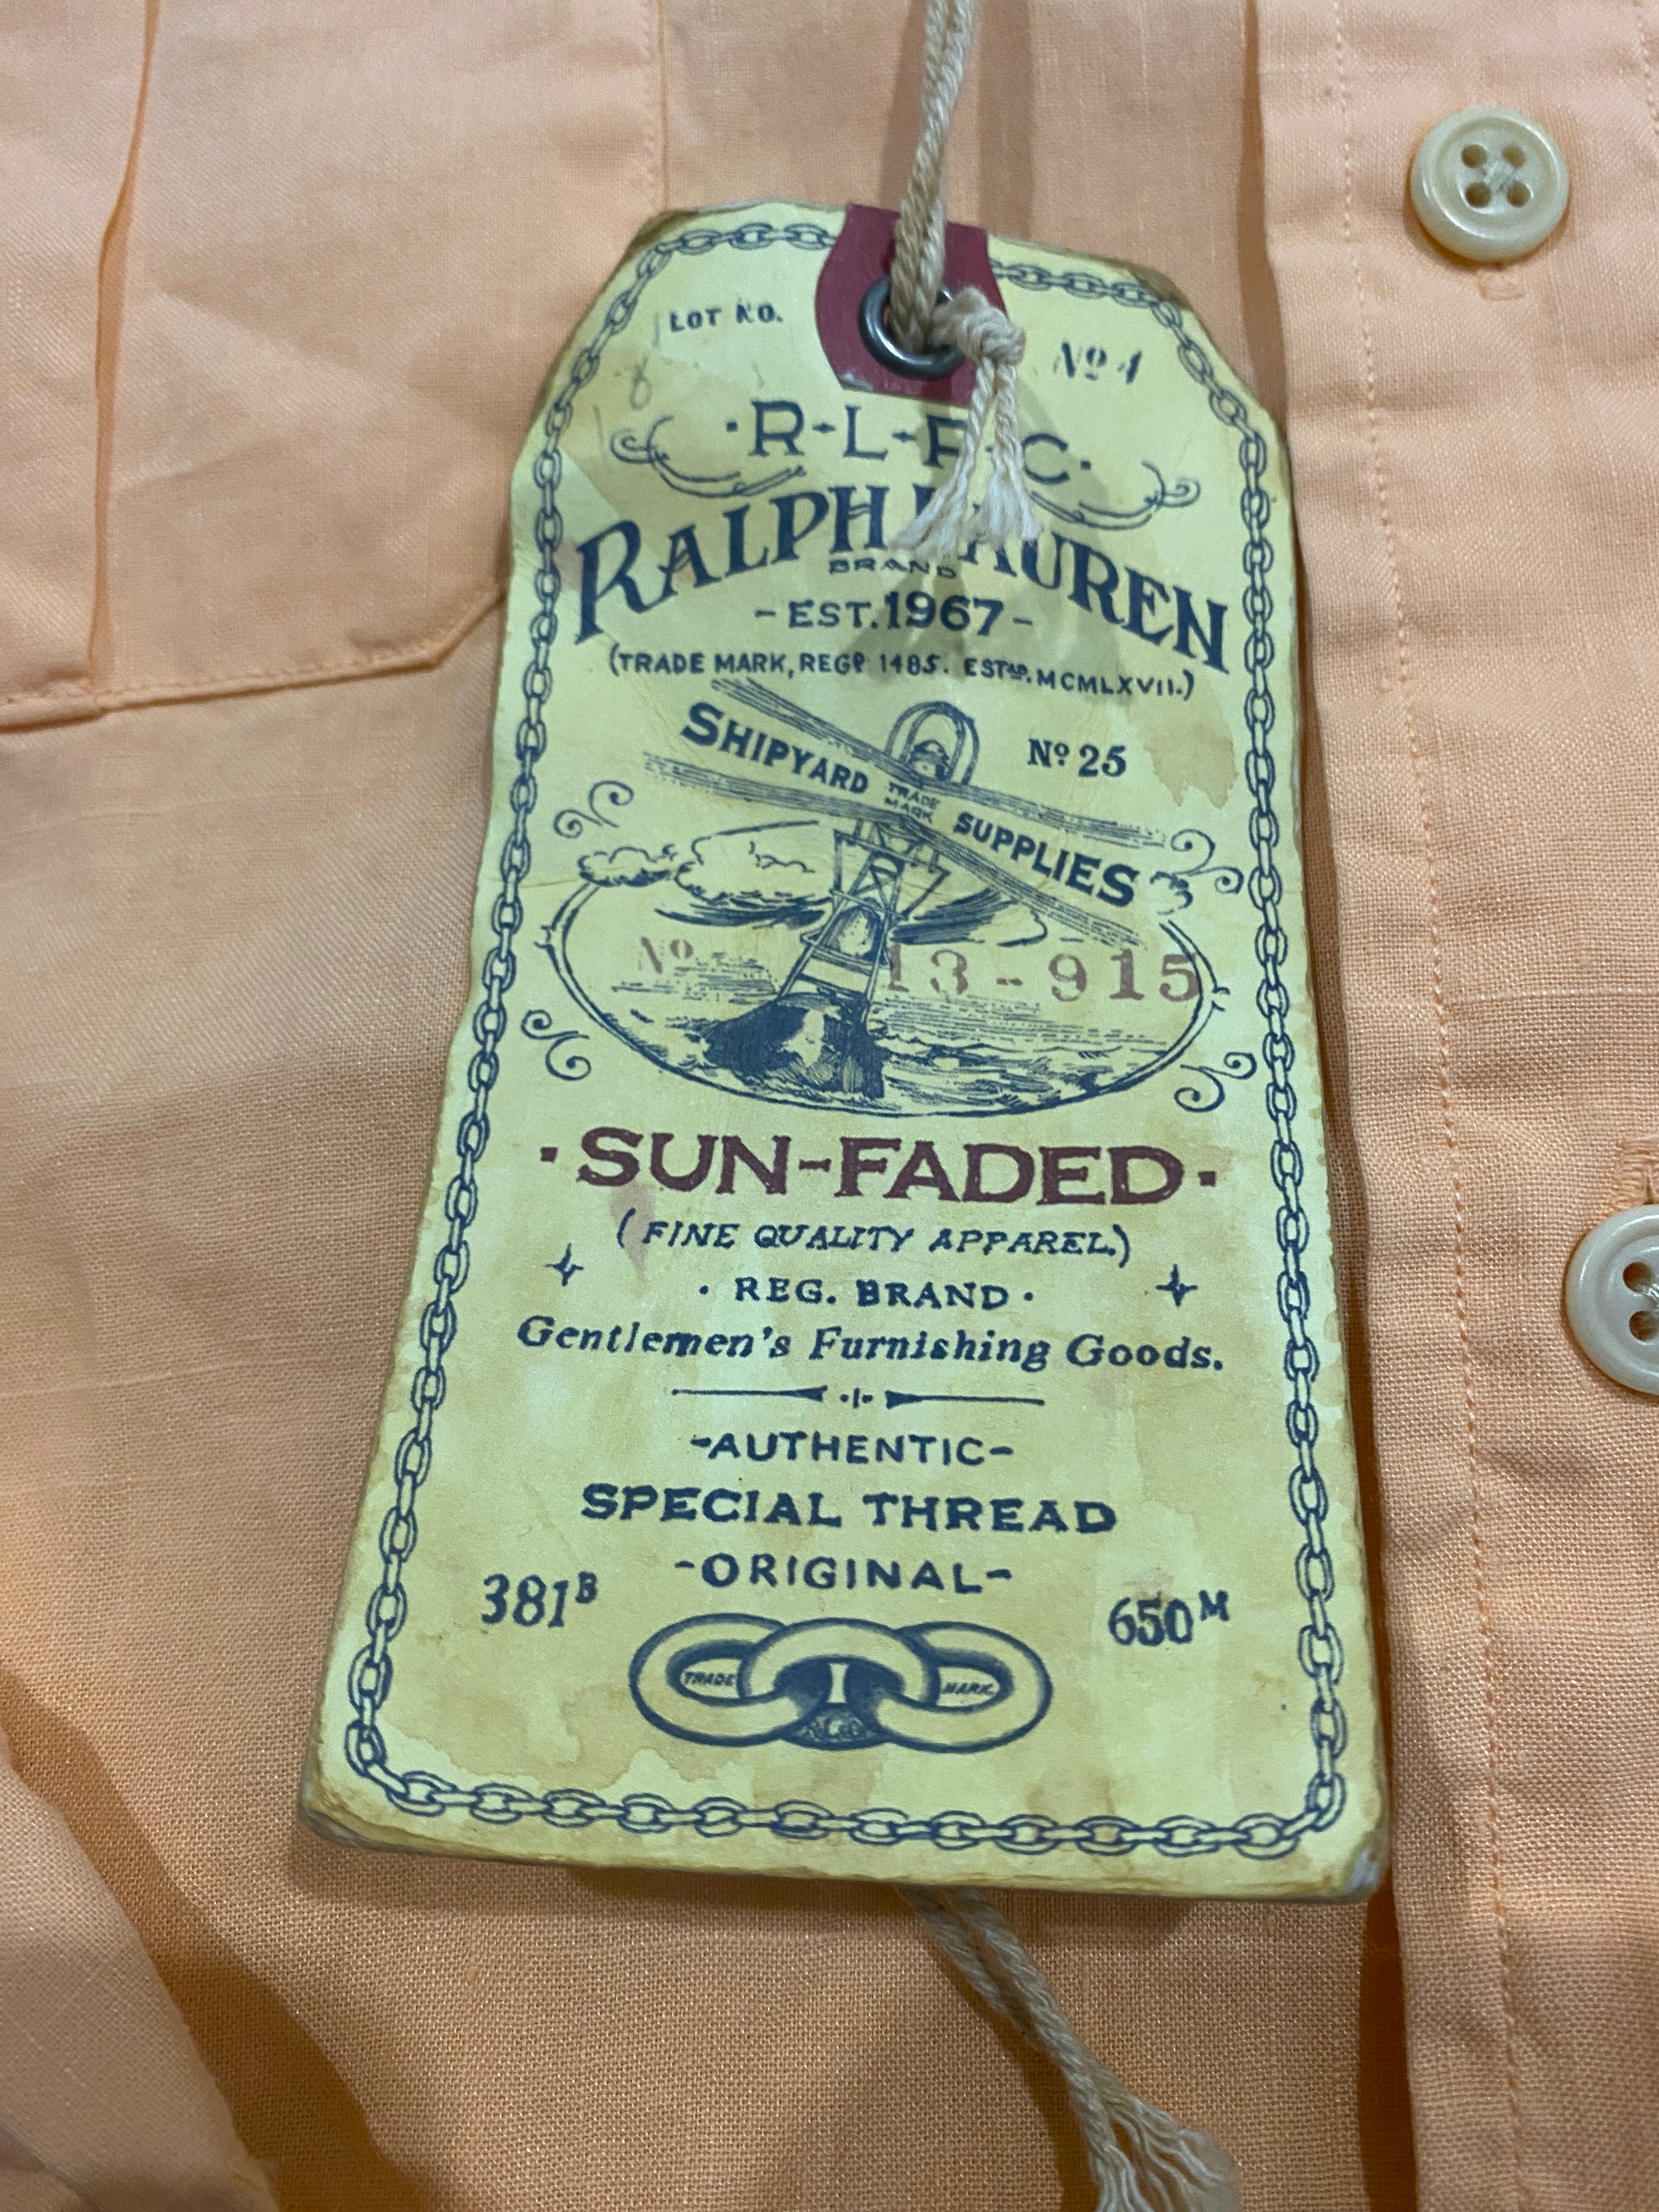 LOT NO.
Nº 1
·R-L-P-C·
RALPH LAUREN
BRAND
-EST.1967-
(TRADE MARK, REGD 1485. ESTAB. MCMLXVII.)
SHIPYARD TRADE MARK SUPPLIES
Nº 25
Nº 13-915
·SUN-FADED·
(FINE QUALITY APPAREL.)
· REG. BRAND ·
Gentlemen's Furnishing Goods.
-AUTHENTIC-
SPECIAL THREAD
-ORIGINAL-
381B
650M
TRADE MARK.